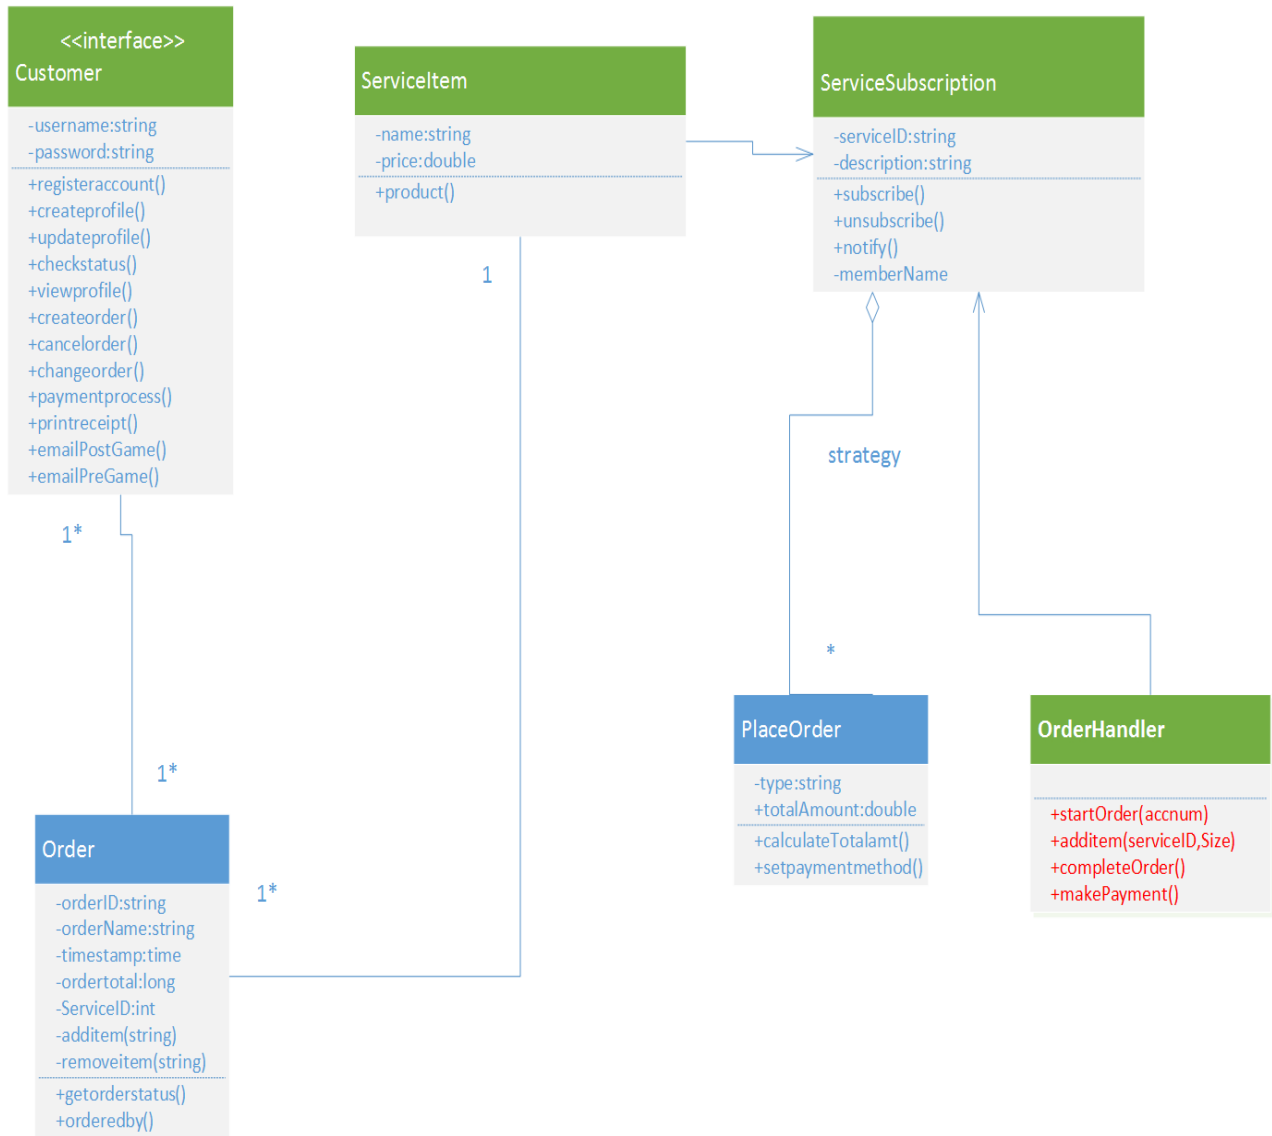 <<interface>>
Customer
-username:string
-password:string
+registeraccount()
+createprofile()
+updateprofile()
+checkstatus()
+viewprofile()
+createorder()
+cancelorder()
+changeorder()
+paymentprocess()
+printreceipt()
+emailPostGame()
+emailPreGame()
ServiceItem
-name:string
-price:double
+product()
ServiceSubscription
-serviceID:string
-description:string
+subscribe()
+unsubscribe()
+notify()
-memberName
1
strategy
1*
*
1*
1*
PlaceOrder
-type:string
+totalAmount:double
+calculateTotalamt()
+setpaymentmethod()
OrderHandler
+startOrder(accnum)
+additem(serviceID,Size)
+completeOrder()
+makePayment()
Order
-orderID:string
-orderName:string
-timestamp:time
-ordertotal:long
-ServiceID:int
-additem(string)
-removeitem(string)
+getorderstatus()
+orderedby()